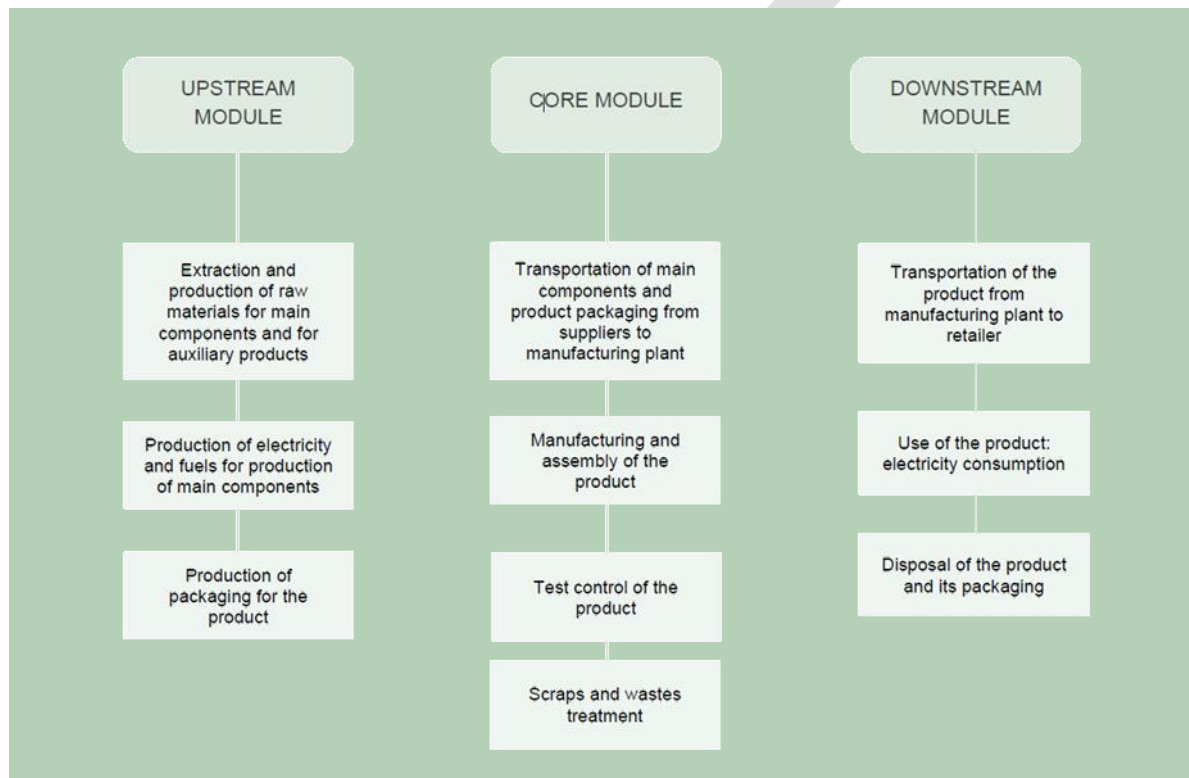 UPSTREAM
MODULE
Extraction and
production of raw
materials for main
components and for
auxiliary products
Production of electricity
and fuels for production
of main components
Production of
packaging for the
product
CORE MODULE
Transportation of main
components and
product packaging from
suppliers to
manufacturing plant
Manufacturing and
assembly of the
product
Test control of the
product
Scraps and wastes
treatment
DOWNSTREAM
MODULE
Transportation of the
product from
manufacturing plant to
retailer
Use of the product:
electricity consumption
Disposal of the product
and its packaging